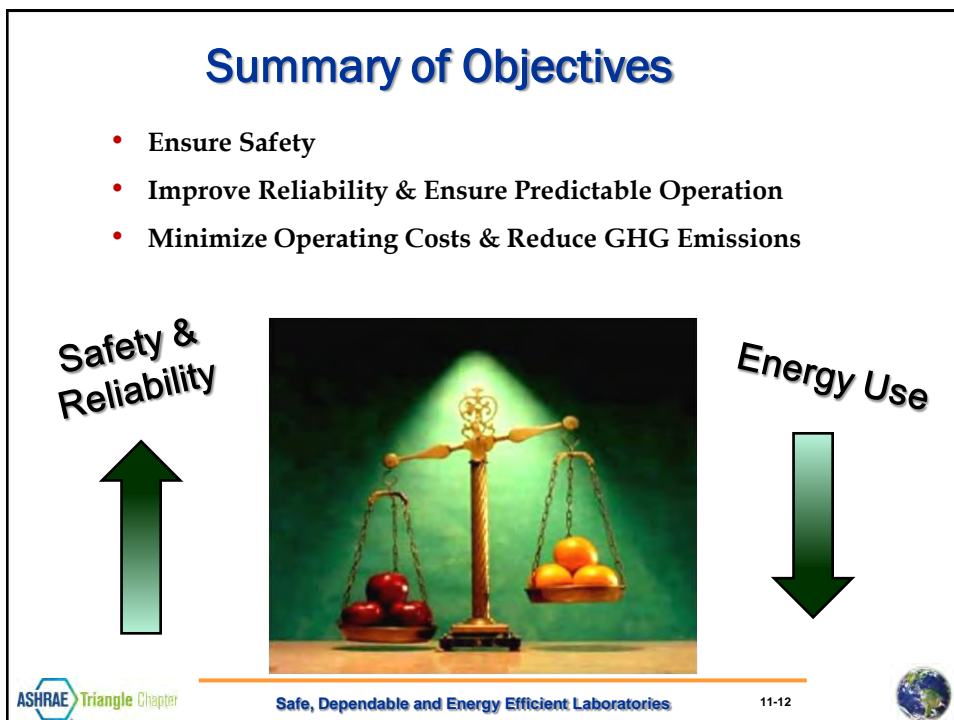 Summary of Objectives
• Ensure Safety
• Improve Reliability & Ensure Predictable Operation
• Minimize Operating Costs & Reduce GHG Emissions
Safety &
Reliability
Energy Use
ASHRAE Triangle Chapter
Safe, Dependable and Energy Efficient Laboratories
11-12